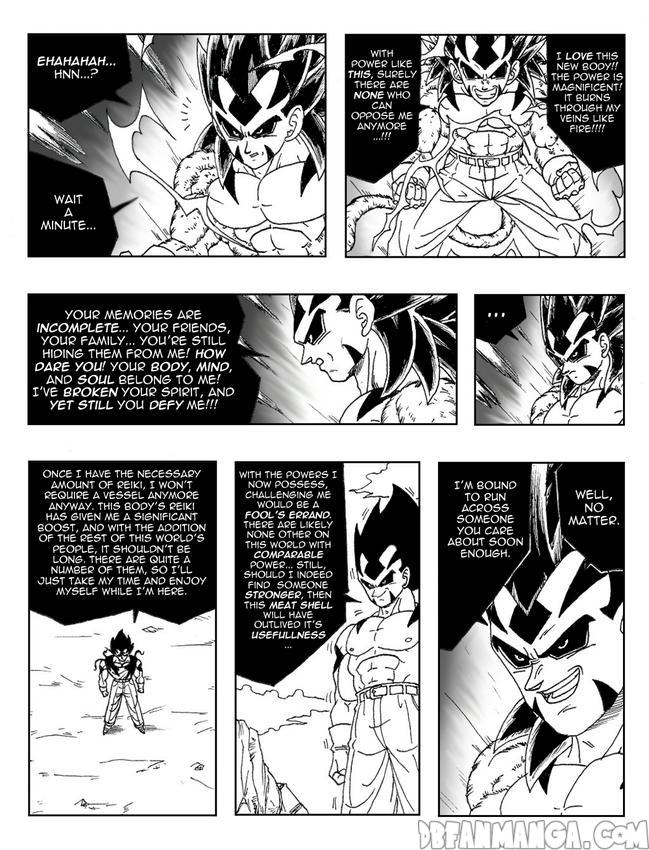 I LOVE THIS
NEW BODY!!
THE POWER IS
MAGNIFICENT!
IT BURNS
THROUGH MY
VEINS LIKE
FIRE!!!!
WITH
POWER LIKE
THIS, SURELY
THERE ARE
NONE WHO
CAN
OPPOSE ME
ANYMORE
...!!!
EHAHAHAH...
HNN...?
WAIT
A
MINUTE...
...
YOUR MEMORIES ARE
INCOMPLETE... YOUR FRIENDS,
YOUR FAMILY... YOU'RE STILL
HIDING THEM FROM ME! HOW
DARE YOU! YOUR BODY, MIND,
AND SOUL BELONG TO ME!
I'VE BROKEN YOUR SPIRIT, AND
YET STILL YOU DEFY ME!!!
WELL,
NO
MATTER.
I'M BOUND
TO RUN
ACROSS
SOMEONE
YOU CARE
ABOUT SOON
ENOUGH.
WITH THE POWERS I
NOW POSSESS,
CHALLENGING ME
WOULD BE A
FOOL'S ERRAND.
THERE ARE LIKELY
NONE OTHER ON
THIS WORLD WITH
COMPARABLE
POWER... STILL,
SHOULD I INDEED
FIND SOMEONE
STRONGER, THEN
THIS MEAT SHELL
WILL HAVE
OUTLIVED IT'S
USEFULLNESS
...
ONCE I HAVE THE NECESSARY
AMOUNT OF REIKI, I WON'T
REQUIRE A VESSEL ANYMORE
ANYWAY. THIS BODY'S REIKI
HAS GIVEN ME A SIGNIFICANT
BOOST, AND WITH THE ADDITION
OF THE REST OF THIS WORLD'S
PEOPLE, IT SHOULDN'T BE
LONG. THERE ARE QUITE A
NUMBER OF THEM, SO I'LL
JUST TAKE MY TIME AND ENJOY
MYSELF WHILE I'M HERE.
DBFANMANGA.COM